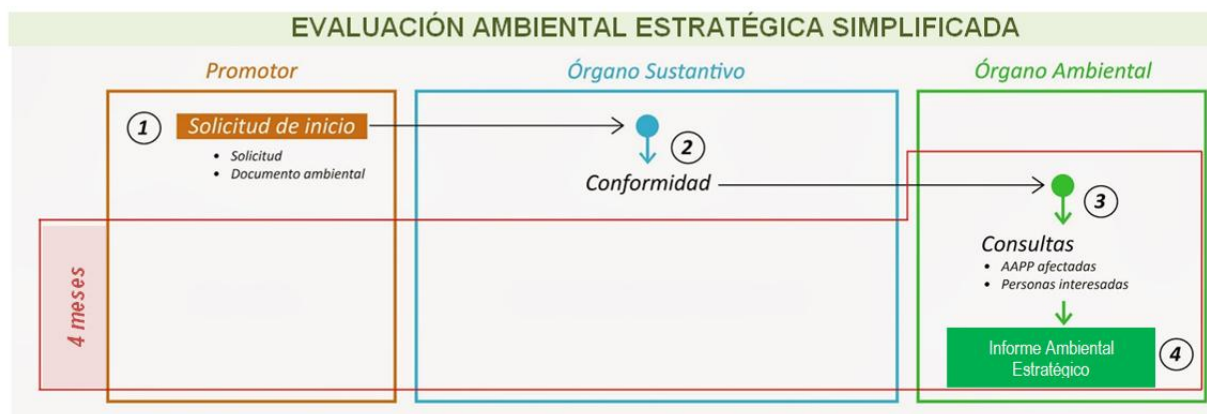 EVALUACIÓN AMBIENTAL ESTRATÉGICA SIMPLIFICADA
Promotor
Órgano Sustantivo
Órgano Ambiental
1
Solicitud de inicio
• Solicitud
• Documento ambiental
2
Conformidad
3
Consultas
• AAPP afectadas
• Personas interesadas
4 meses
Informe Ambiental
Estratégico
4